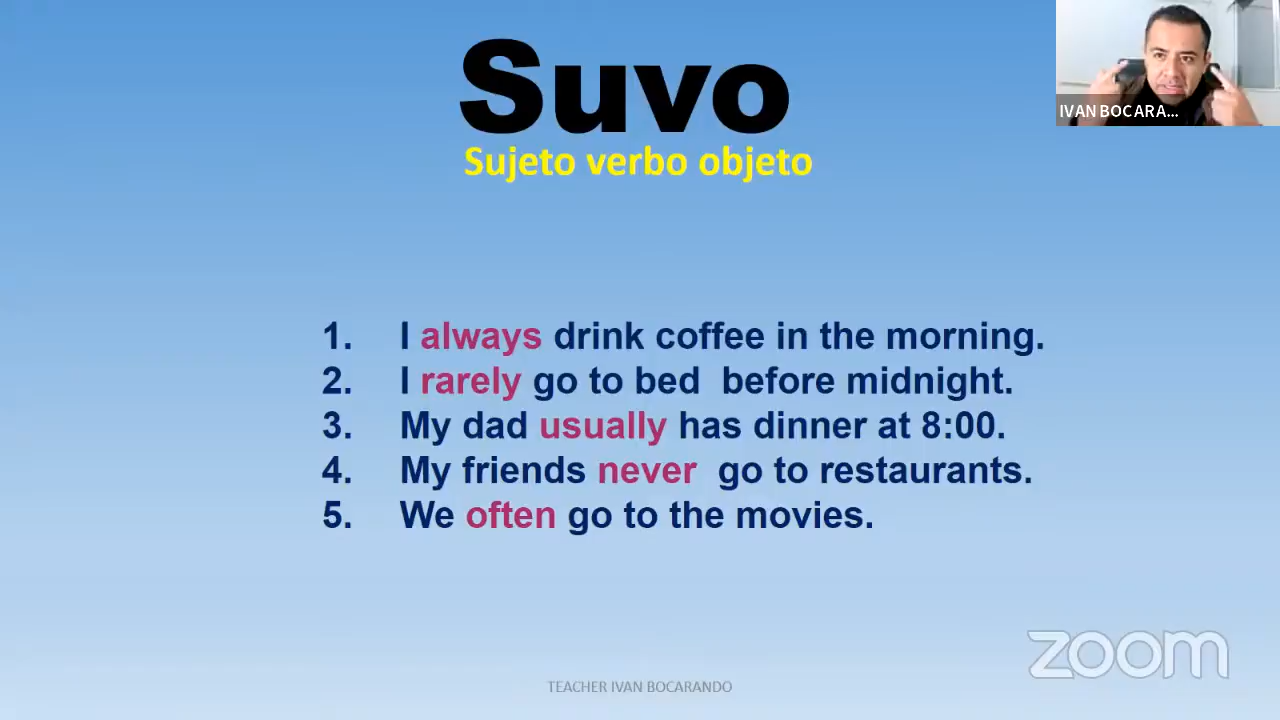 Suvo
Sujeto verbo objeto
IVAN BOCARA...
1. I always drink coffee in the morning.
2. I rarely go to bed before midnight.
3. My dad usually has dinner at 8:00.
4. My friends never go to restaurants.
5. We often go to the movies.
zoom
TEACHER IVAN BOCARANDO